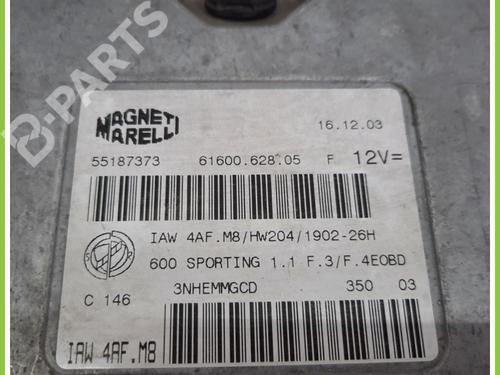 B-PARTS
MAGNETI
MARELLI
16.12.03
55187373 61600.628.05 F 12V=
IAW 4AF.M8/HW204/1902-26H
600 SPORTING 1.1 F.3/F.4EOBD
C 146 3NHEMMGCD 350 03
IAW 4AF.M8